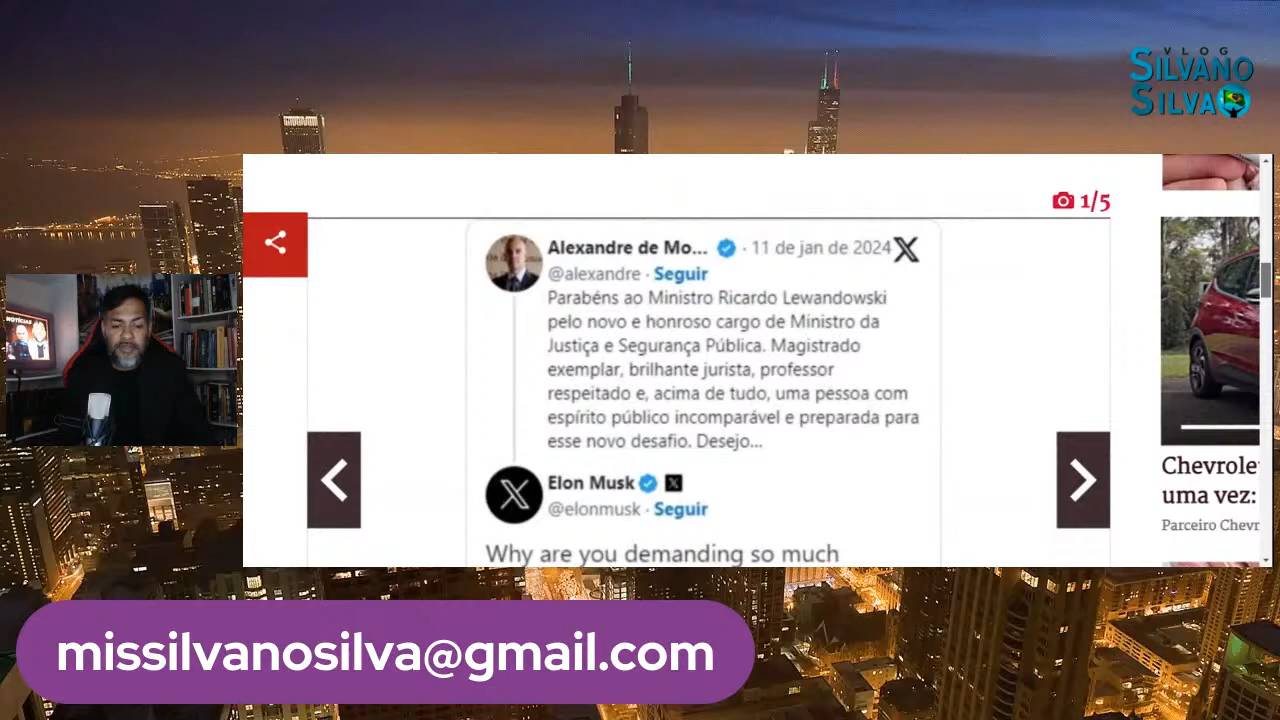 VLOG
SILVANO
SILVA
1/5
Alexandre de Mo... · 11 de jan de 2024
@alexandre · Seguir
Parabéns ao Ministro Ricardo Lewandowski
pelo novo e honroso cargo de Ministro da
Justiça e Segurança Pública. Magistrado
exemplar, brilhante jurista, professor
respeitado e, acima de tudo, uma pessoa com
espírito público incomparável e preparada para
esse novo desafio. Desejo...
Elon Musk
@elonmusk · Seguir
Why are you demanding so much
Chevrole
uma vez:
Parceiro Chevr
NOTÍCIAS
missilvanosilva@gmail.com